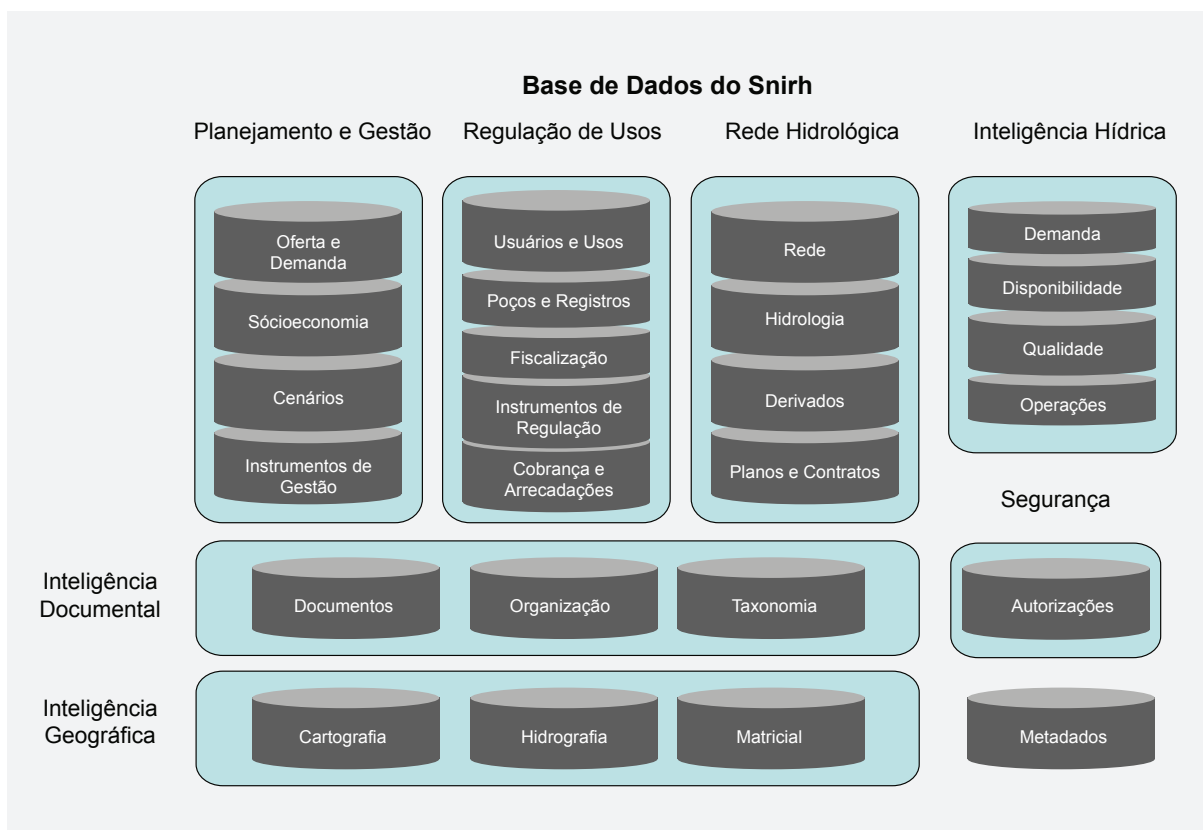 Base de Dados do Snirh
Planejamento e Gestão
Regulação de Usos
Rede Hidrológica
Inteligência Hídrica
Oferta e
Demanda
Sócioeconomia
Cenários
Instrumentos de
Gestão
Usuários e Usos
Poços e Registros
Fiscalização
Instrumentos de
Regulação
Cobrança e
Arrecadações
Rede
Hidrologia
Derivados
Planos e Contratos
Demanda
Disponibilidade
Qualidade
Operações
Segurança
Inteligência
Documental
Documentos
Organização
Taxonomia
Autorizações
Inteligência
Geográfica
Cartografia
Hidrografia
Matricial
Metadados